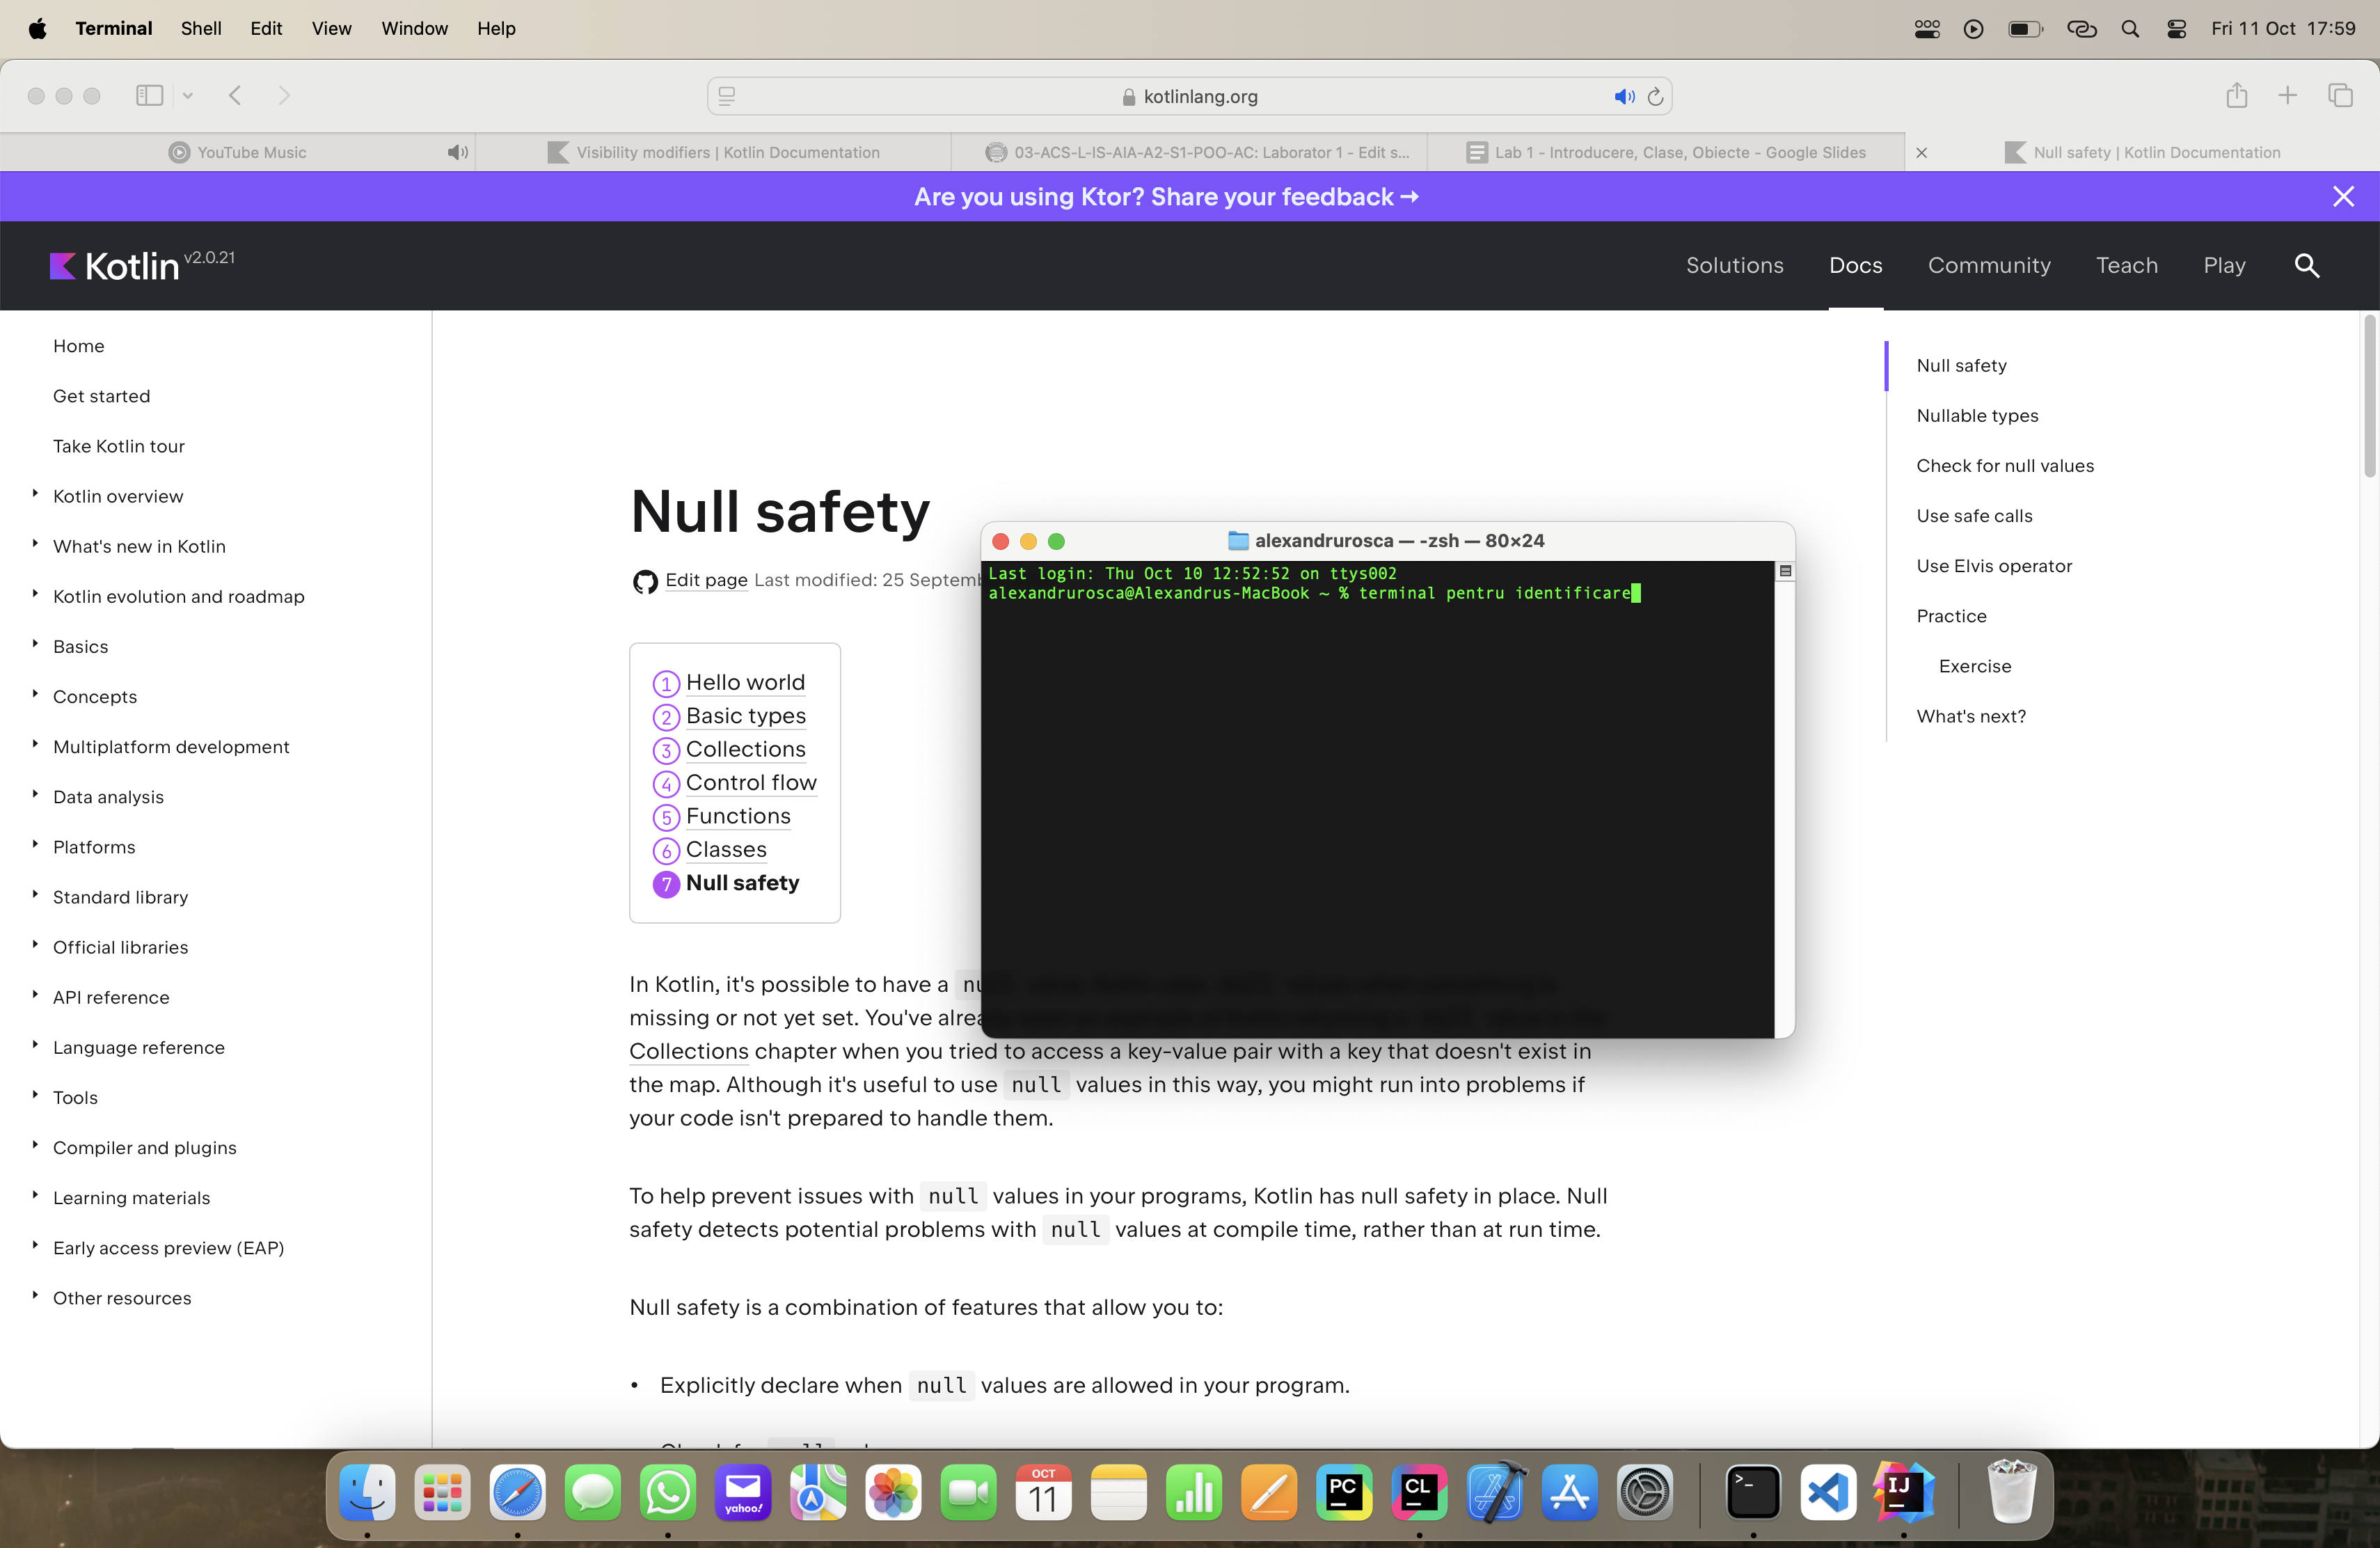 Terminal Shell Edit View Window Help
Fri 11 Oct 17:59
kotlinlang.org
YouTube Music
Visibility modifiers | Kotlin Documentation
03-ACS-L-IS-AIA-A2-S1-POO-AC: Laborator 1 - Edit s...
Lab 1 - Introducere, Clase, Obiecte - Google Slides
Null safety | Kotlin Documentation
Are you using Ktor? Share your feedback →
Kotlin v2.0.21
Solutions Docs Community Teach Play
Home
Get started
Take Kotlin tour
Kotlin overview
What's new in Kotlin
Kotlin evolution and roadmap
Basics
Concepts
Multiplatform development
Data analysis
Platforms
Standard library
Official libraries
API reference
Language reference
Tools
Compiler and plugins
Learning materials
Early access preview (EAP)
Other resources
Null safety
Edit page Last modified: 25
1 Hello world
2 Basic types
3 Collections
4 Control flow
5 Functions
6 Classes
7 Null safety
In Kotlin, it's possible to have a
missing or not yet set. You've
Collections chapter when you tried to access a key-value pair with a key that doesn't exist in
the map. Although it's useful to use null values in this way, you might run into problems if
your code isn't prepared to handle them.
To help prevent issues with null values in your programs, Kotlin has null safety in place. Null
safety detects potential problems with null values at compile time, rather than at run time.
Null safety is a combination of features that allow you to:
• Explicitly declare when null values are allowed in your program.
alexandrurosca — -zsh — 80×24
Last login: Thu Oct 10 12:52:52 on ttys002
alexandrurosca@Alexandrus-MacBook ~ % terminal pentru identificare
Null safety
Nullable types
Check for null values
Use safe calls
Use Elvis operator
Practice
Exercise
What's next?
yahoo!
OCT
11
PC
CL
IJ